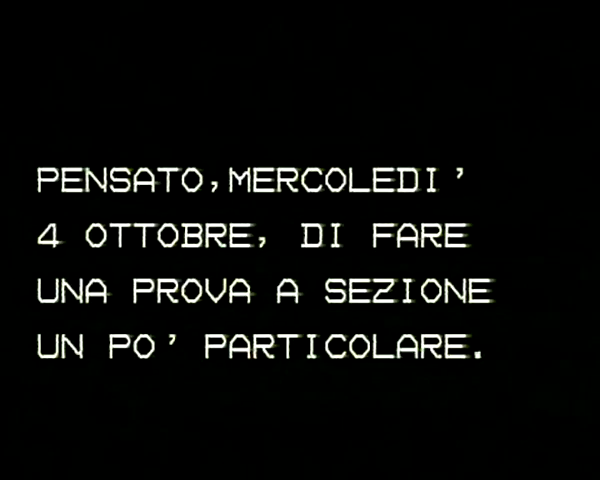 PENSATO,MERCOLEDI'
4 OTTOBRE, DI FARE
UNA PROVA A SEZIONE
UN PO' PARTICOLARE.